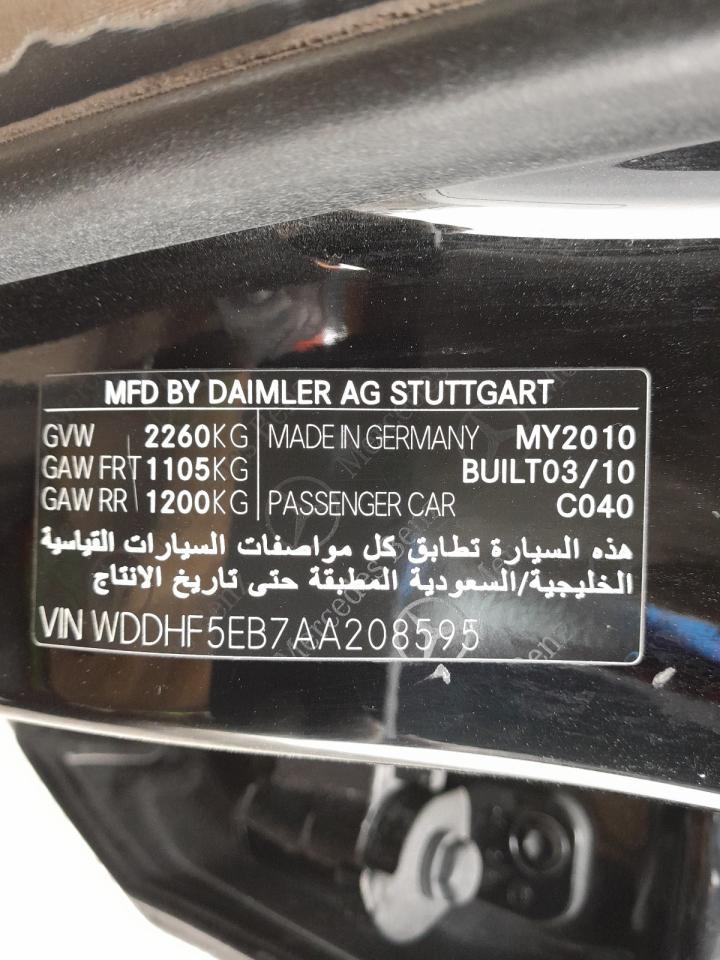 MFD BY DAIMLER AG STUTTGART
GVW 2260KG MADE IN GERMANY MY2010
GAW FRT 1105KG BUILT03/10
GAW RR 1200KG PASSENGER CAR C040
هذه السيارة تطابق كل مواصفات السيارات القياسية
الخليجية/السعودية المطبقة حتى تاريخ الانتاج
VIN WDDHF5EB7AA208595